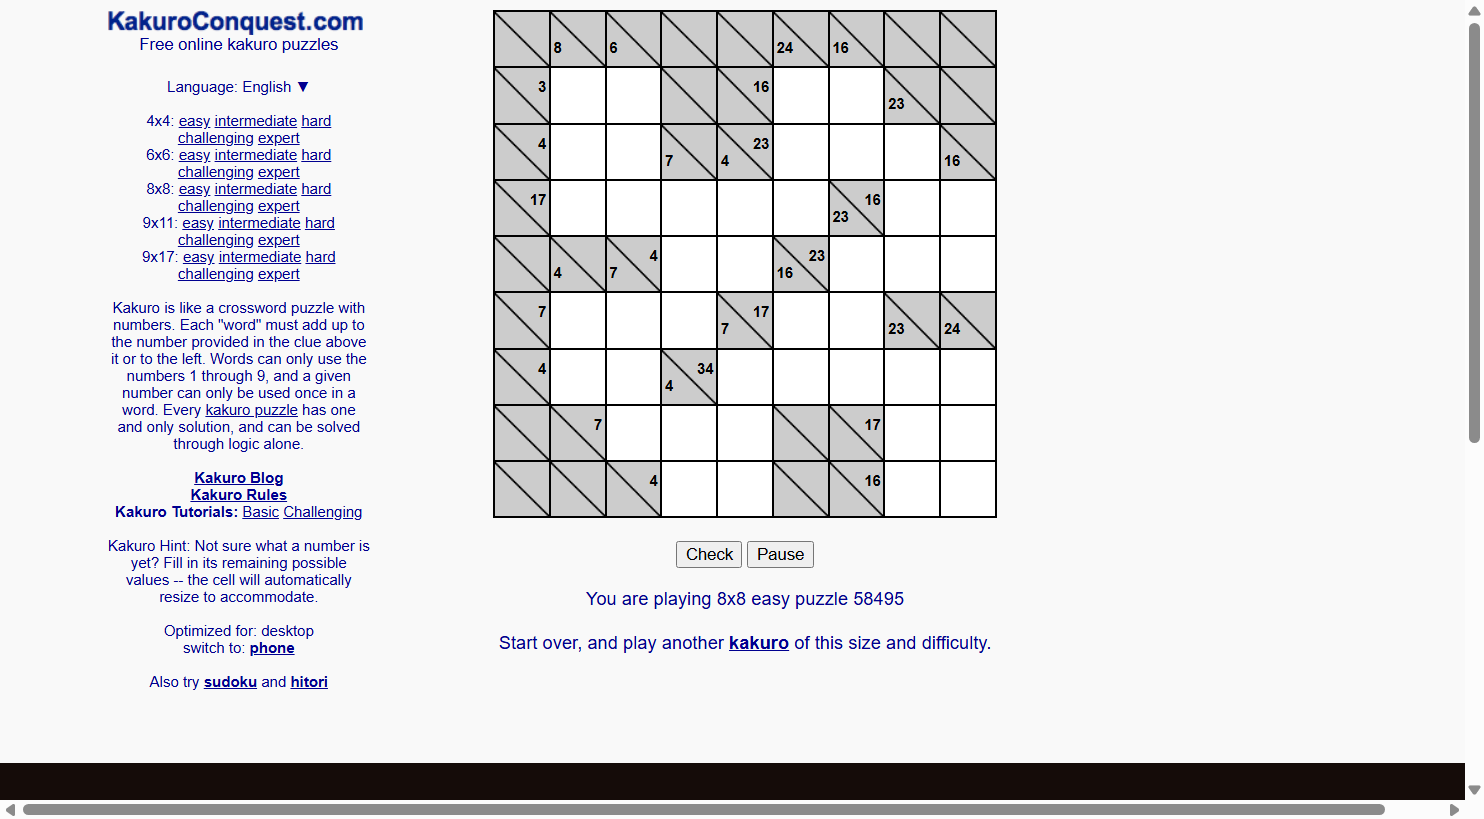 KakuroConquest.com
Free online kakuro puzzles
Language: English ▼
4x4: easy intermediate hard
challenging expert
6x6: easy intermediate hard
challenging expert
8x8: easy intermediate hard
challenging expert
9x11: easy intermediate hard
challenging expert
9x17: easy intermediate hard
challenging expert
Kakuro is like a crossword puzzle with
numbers. Each "word" must add up to
the number provided in the clue above
it or to the left. Words can only use the
numbers 1 through 9, and a given
number can only be used once in a
word. Every kakuro puzzle has one
and only solution, and can be solved
through logic alone.
Kakuro Blog
Kakuro Rules
Kakuro Tutorials: Basic Challenging
Kakuro Hint: Not sure what a number is
yet? Fill in its remaining possible
values -- the cell will automatically
resize to accommodate.
Optimized for: desktop
switch to: phone
Also try sudoku and hitori
8 6 24 16
3 16 23
4 7 4 23 16
17 23 16
4 7 4 16 23
7 7 17 23 24
4 4 34
7 17
4 16
Check Pause
You are playing 8x8 easy puzzle 58495
Start over, and play another kakuro of this size and difficulty.